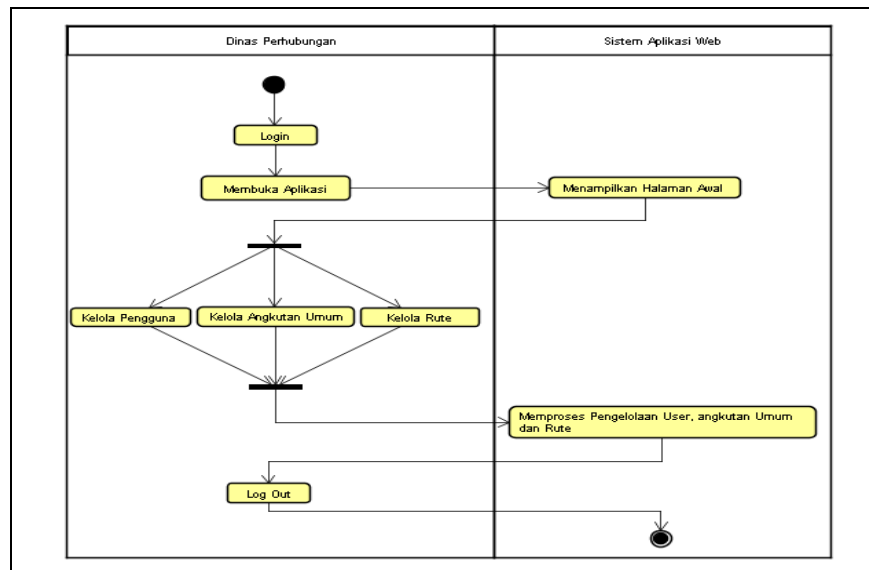 Dinas Perhubungan
Sistem Aplikasi Web
Login
Membuka Aplikasi
Menampilkan Halaman Awal
Kelola Pengguna
Kelola Angkutan Umum
Kelola Rute
Memproses Pengelolaan User, angkutan Umum
dan Rute
Log Out